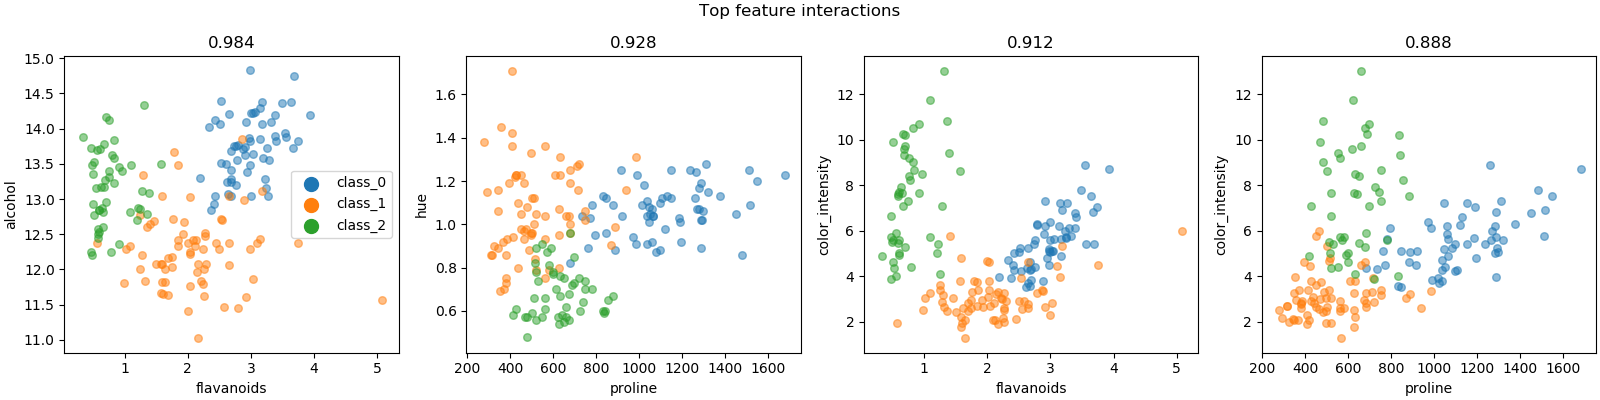 Top feature interactions
0.984
15.0
14.5
14.0
13.5
13.0
12.5
12.0
11.5
11.0
alcohol
class_0
class_1
class_2
1 2 3 4 5
flavanoids
0.928
1.6
1.4
1.2
1.0
0.8
0.6
hue
200 400 600 800 1000 1200 1400 1600
proline
0.912
12
10
8
6
4
2
color_intensity
1 2 3 4 5
flavanoids
0.888
12
10
8
6
4
2
color_intensity
200 400 600 800 1000 1200 1400 1600
proline